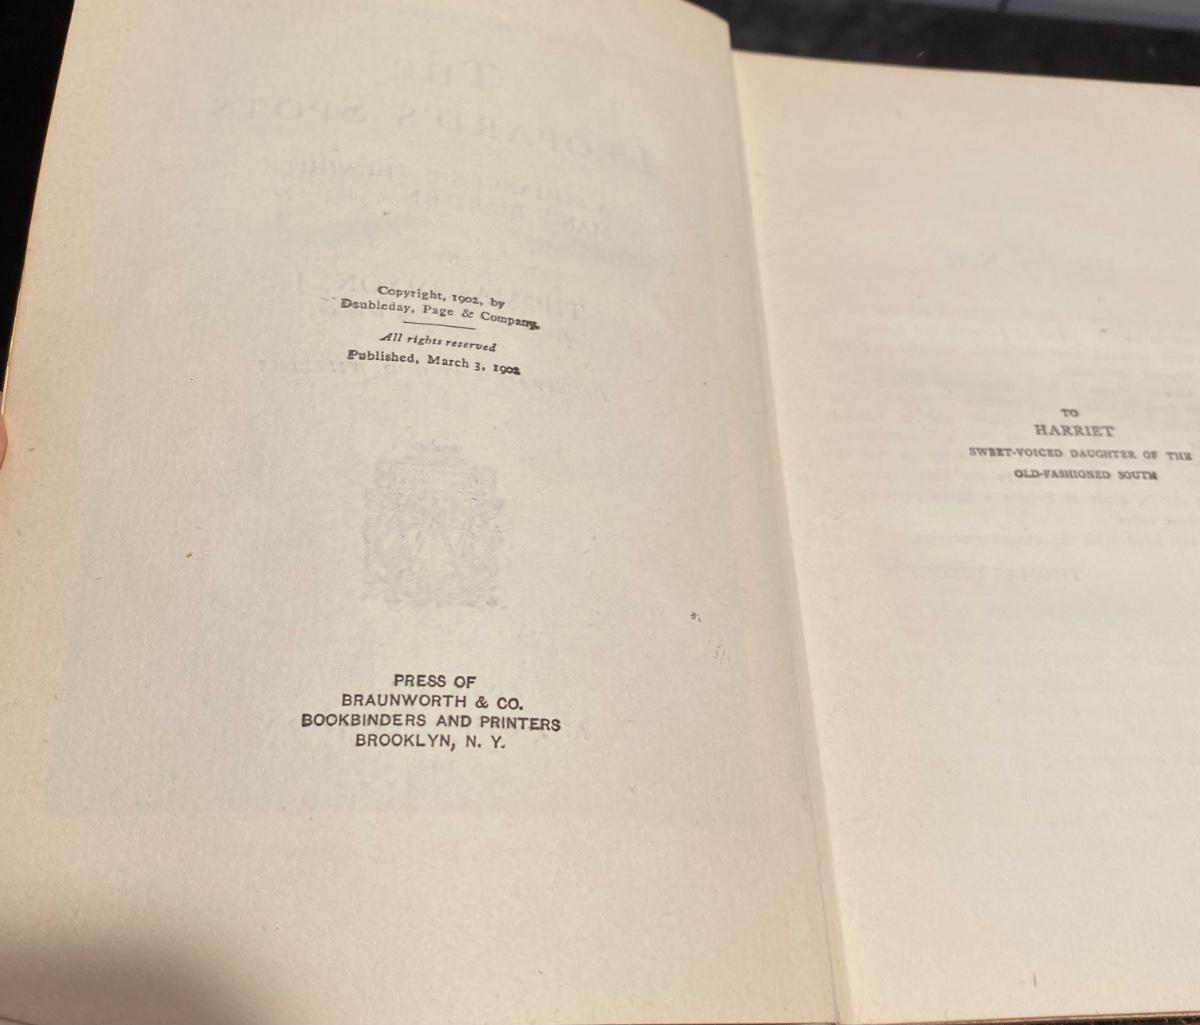 Copyright, 1902, by
Dsubleday, Page & Company
All rights reserved
Published, March 3, 1902
PRESS OF
BRAUNWORTH & CO.
BOOKBINDERS AND PRINTERS
BROOKLYN, N. Y.
TO
HARRIET
SWEET-VOICED DAUGHTER OF THE
OLD-FASHIONED SOUTH